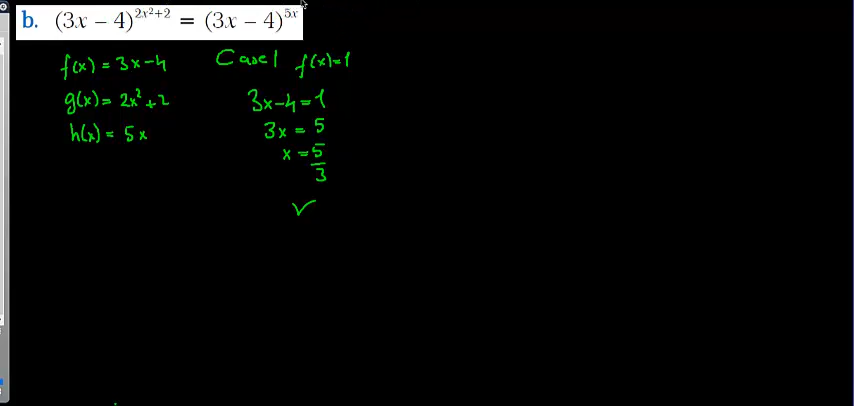 b. (3x − 4)^{2x²+2} = (3x − 4)^{5x}
f(x) = 3x-4
g(x) = 2x² + 2
h(x) = 5x
Case 1 f(x)=1
3x-4 = 1
3x = 5
x = 5/3
✓